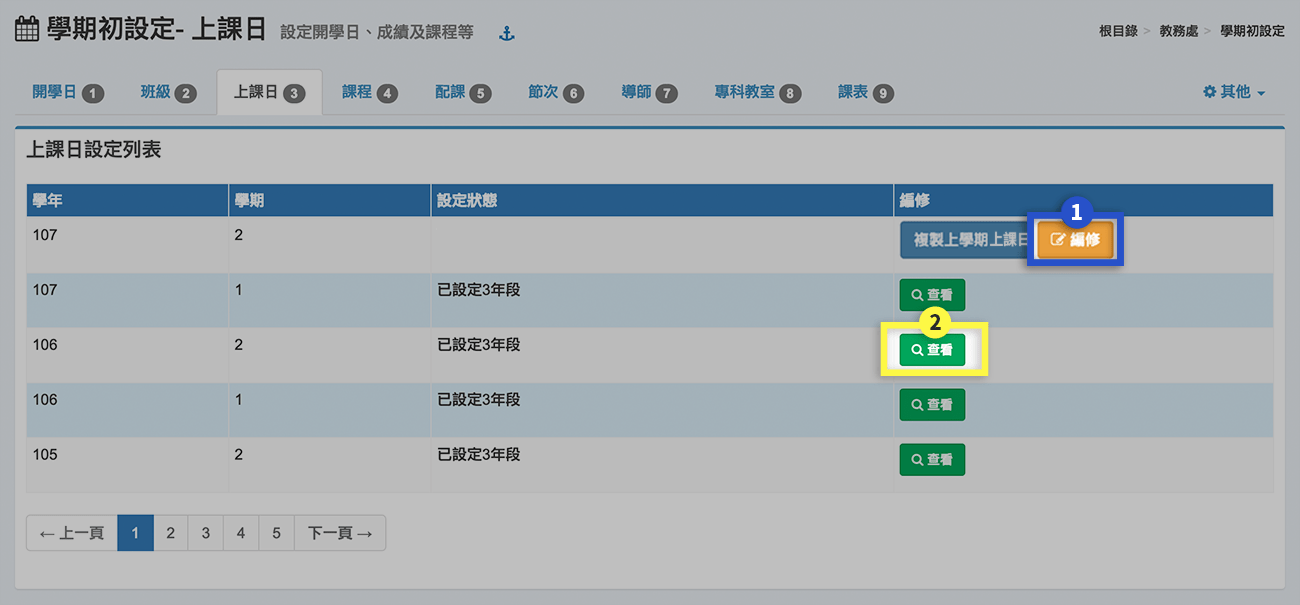 學期初設定- 上課日 設定開學日、成績及課程等
根目錄 > 教務處 > 學期初設定
開學日 1 班級 2 上課日 3 課程 4 配課 5 節次 6 導師 7 專科教室 8 課表 9 其他
上課日設定列表
學年 學期 設定狀態 編修
1
107 2 複製上學期上課日 編修
107 1 已設定3年段 查看
2
106 2 已設定3年段 查看
106 1 已設定3年段 查看
105 2 已設定3年段 查看
← 上一頁 1 2 3 4 5 下一頁 →